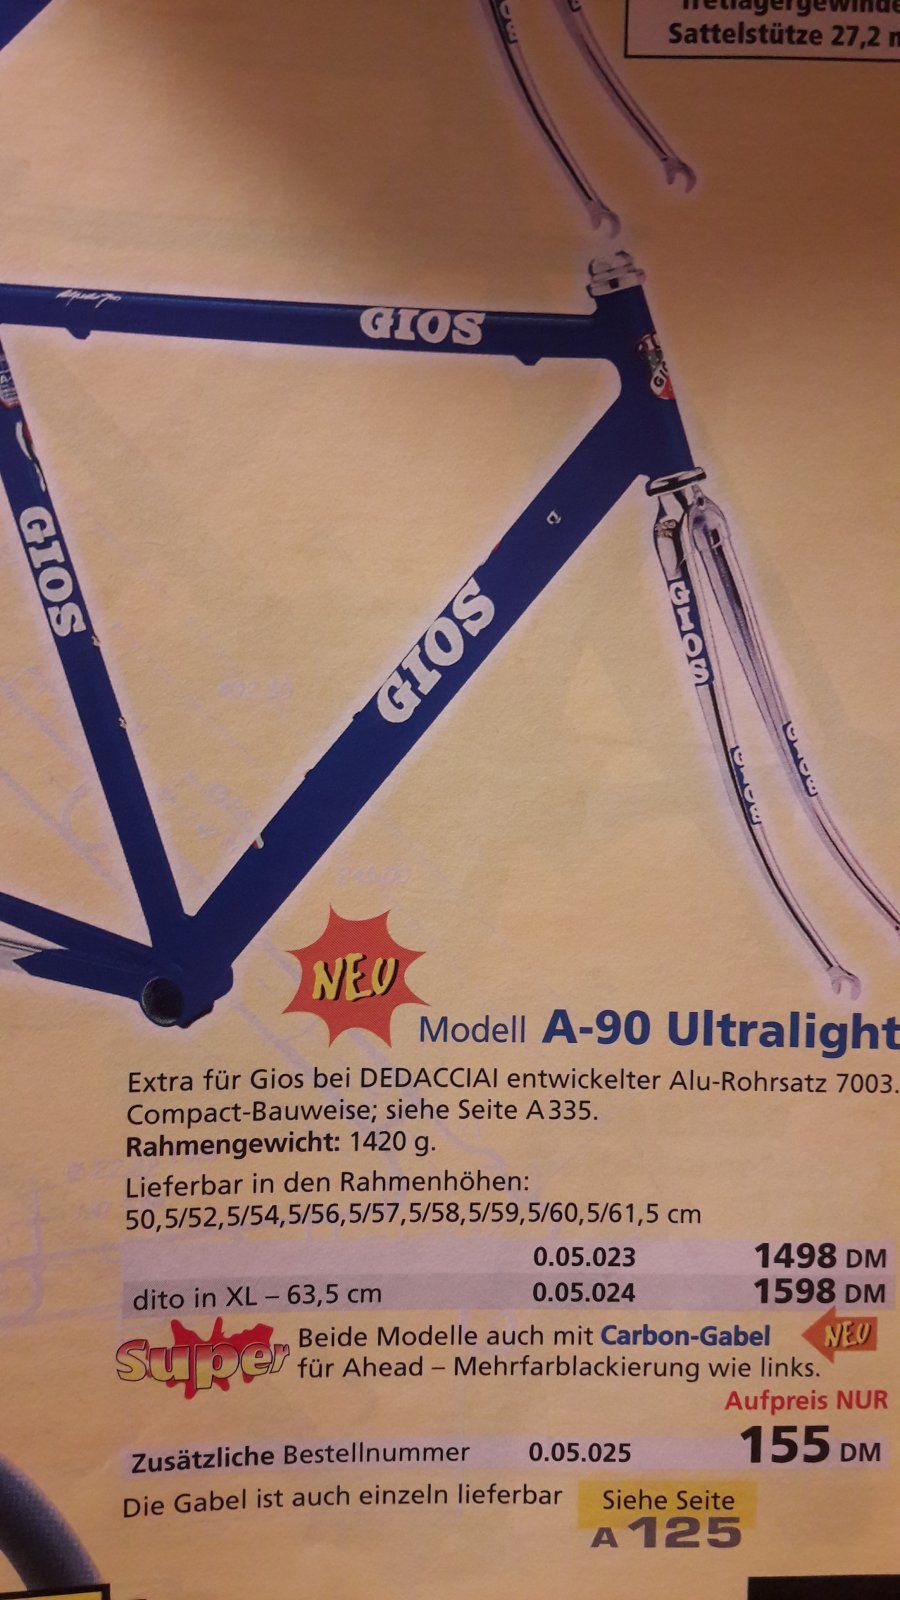 Sattelstütze 27,2
GIOS
GIOS
GIOS
GIOS
NEU
Modell A-90 Ultralight
Extra für Gios bei DEDACCIAI entwickelter Alu-Rohrsatz 7003.
Compact-Bauweise; siehe Seite A335.
Rahmengewicht: 1420 g.
Lieferbar in den Rahmenhöhen:
50,5/52,5/54,5/56,5/57,5/58,5/59,5/60,5/61,5 cm
0.05.023 1498 DM
dito in XL – 63,5 cm 0.05.024 1598 DM
Super Beide Modelle auch mit Carbon-Gabel NEU
für Ahead – Mehrfarblackierung wie links.
Aufpreis NUR
Zusätzliche Bestellnummer 0.05.025 155 DM
Die Gabel ist auch einzeln lieferbar Siehe Seite
A 125